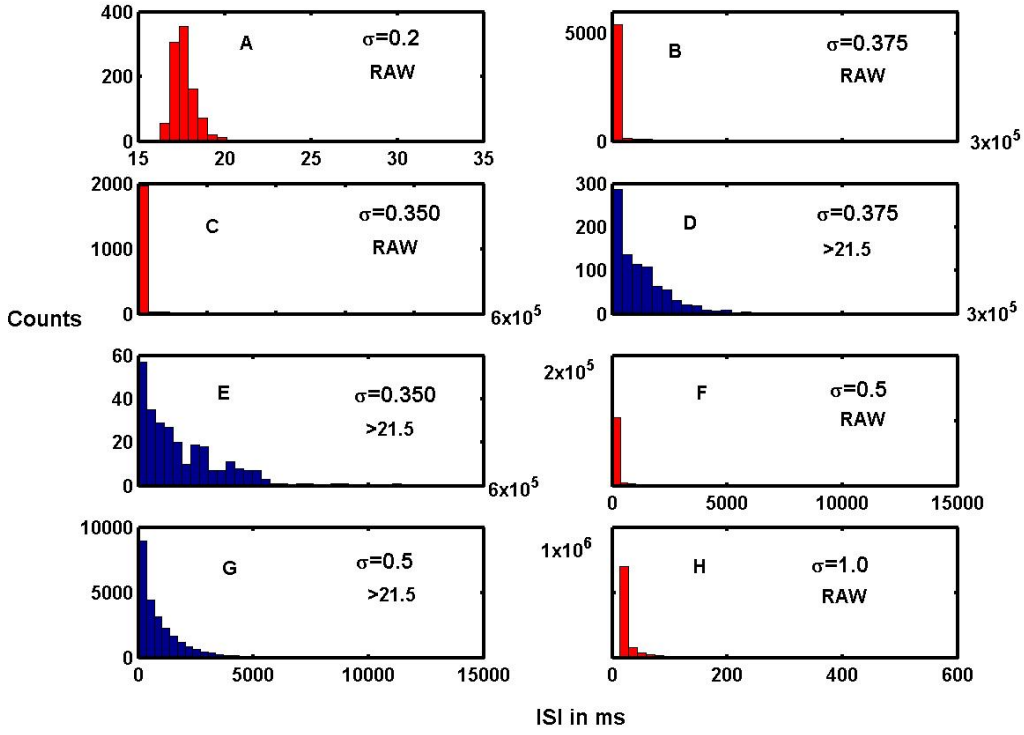 400
200
0
A
σ=0.2
RAW
15 20 25 30 35
5000
0
B
σ=0.375
RAW
3x10^5
2000
1000
0
C
σ=0.350
RAW
6x10^5
300
200
100
0
D
σ=0.375
>21.5
3x10^5
Counts
60
40
20
0
E
σ=0.350
>21.5
6x10^5
2x10^5
F
σ=0.5
RAW
0 5000 10000 15000
10000
5000
0
G
σ=0.5
>21.5
0 5000 10000 15000
1x10^6
H
σ=1.0
RAW
0 200 400 600
ISI in ms